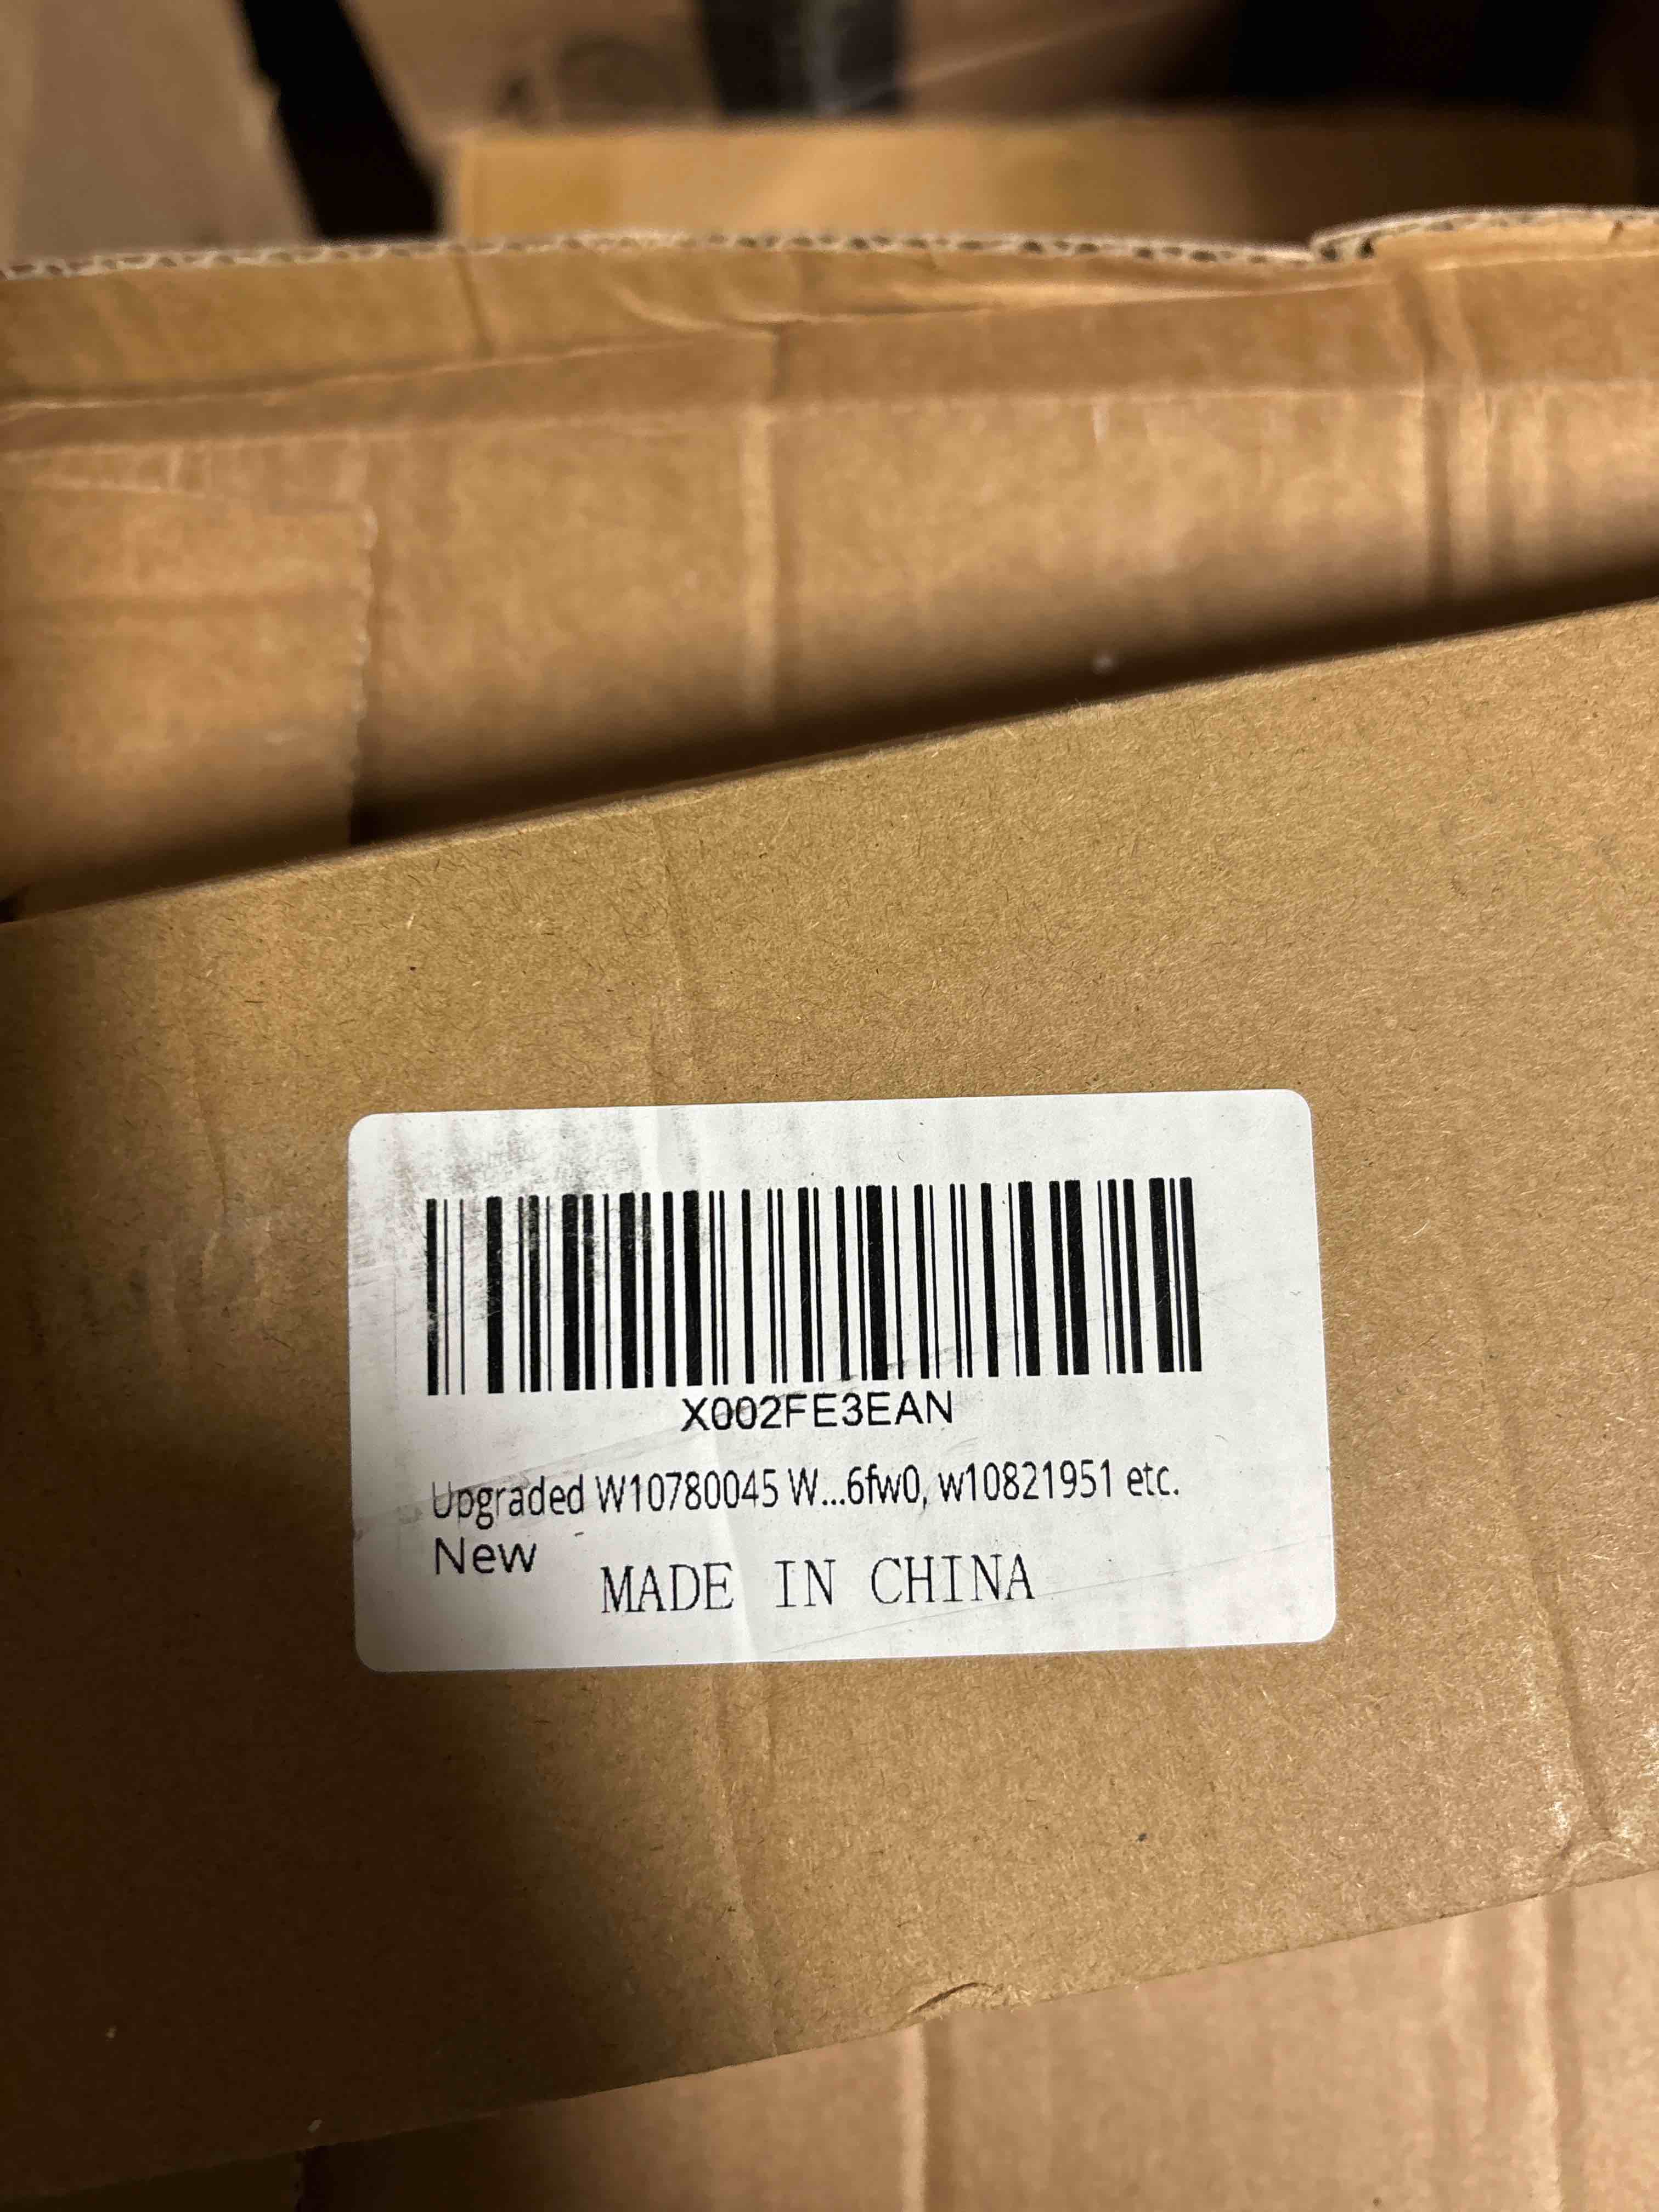 X002FE3EAN
Upgraded W10780045 W...6fw0, w10821951 etc.
New
MADE IN CHINA